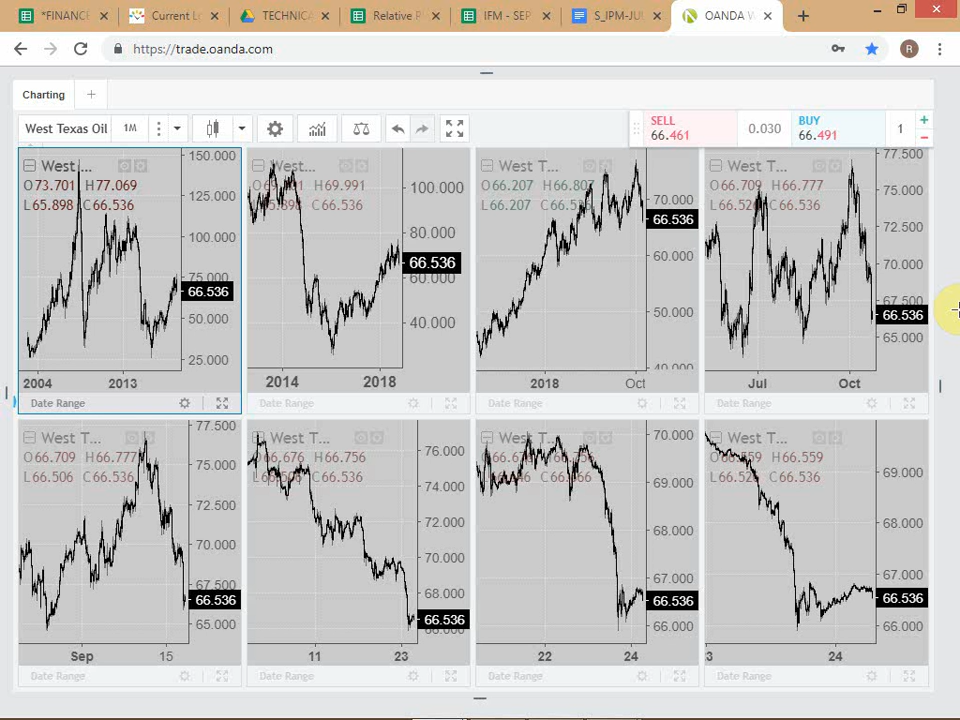 *FINANCE
Current L
TECHNICA
Relative P
IFM - SEP
S_IPM-JU
OANDA W
https://trade.oanda.com
R
Charting
West Texas Oil
1M
SELL
66.461
0.030
BUY
66.491
1
West ...
O73.701 H77.069
L65.898 C66.536
150.000
125.000
100.000
75.000
66.536
50.000
25.000
2004
2013
Date Range
West...
H69.991
C66.536
100.000
80.000
66.536
60.000
40.000
2014
2018
Date Range
West T...
O66.207 H66.807
L66.207
70.000
66.536
60.000
50.000
40.000
2018
Oct
Date Range
West T...
O66.709 H66.777
C66.536
77.500
75.000
72.500
70.000
67.500
66.536
65.000
Jul
Oct
Date Range
West T...
O66.709 H66.777
L66.506 C66.536
77.500
75.000
72.500
70.000
67.500
66.536
65.000
Sep
15
Date Range
West T...
O66.676 H66.756
C66.536
76.000
74.000
72.000
70.000
68.000
66.536
66.000
11
23
Date Range
West T...
70.000
69.000
68.000
67.000
66.536
66.000
22
24
Date Range
West T...
H66.559
C66.536
69.000
68.000
67.000
66.536
66.000
3
24
Date Range